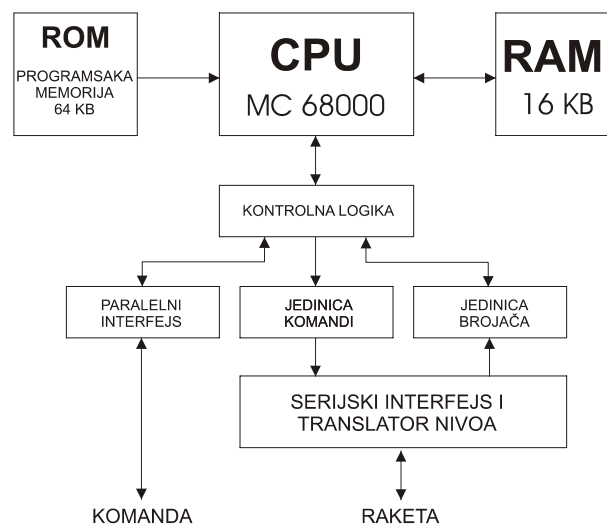 ROM
PROGRAMSAKA
MEMORIJA
64 KB
CPU
MC 68000
RAM
16 KB
KONTROLNA LOGIKA
PARALELNI
INTERFEJS
JEDINICA
KOMANDI
JEDINICA
BROJAČA
SERIJSKI INTERFEJS I
TRANSLATOR NIVOA
KOMANDA
RAKETA